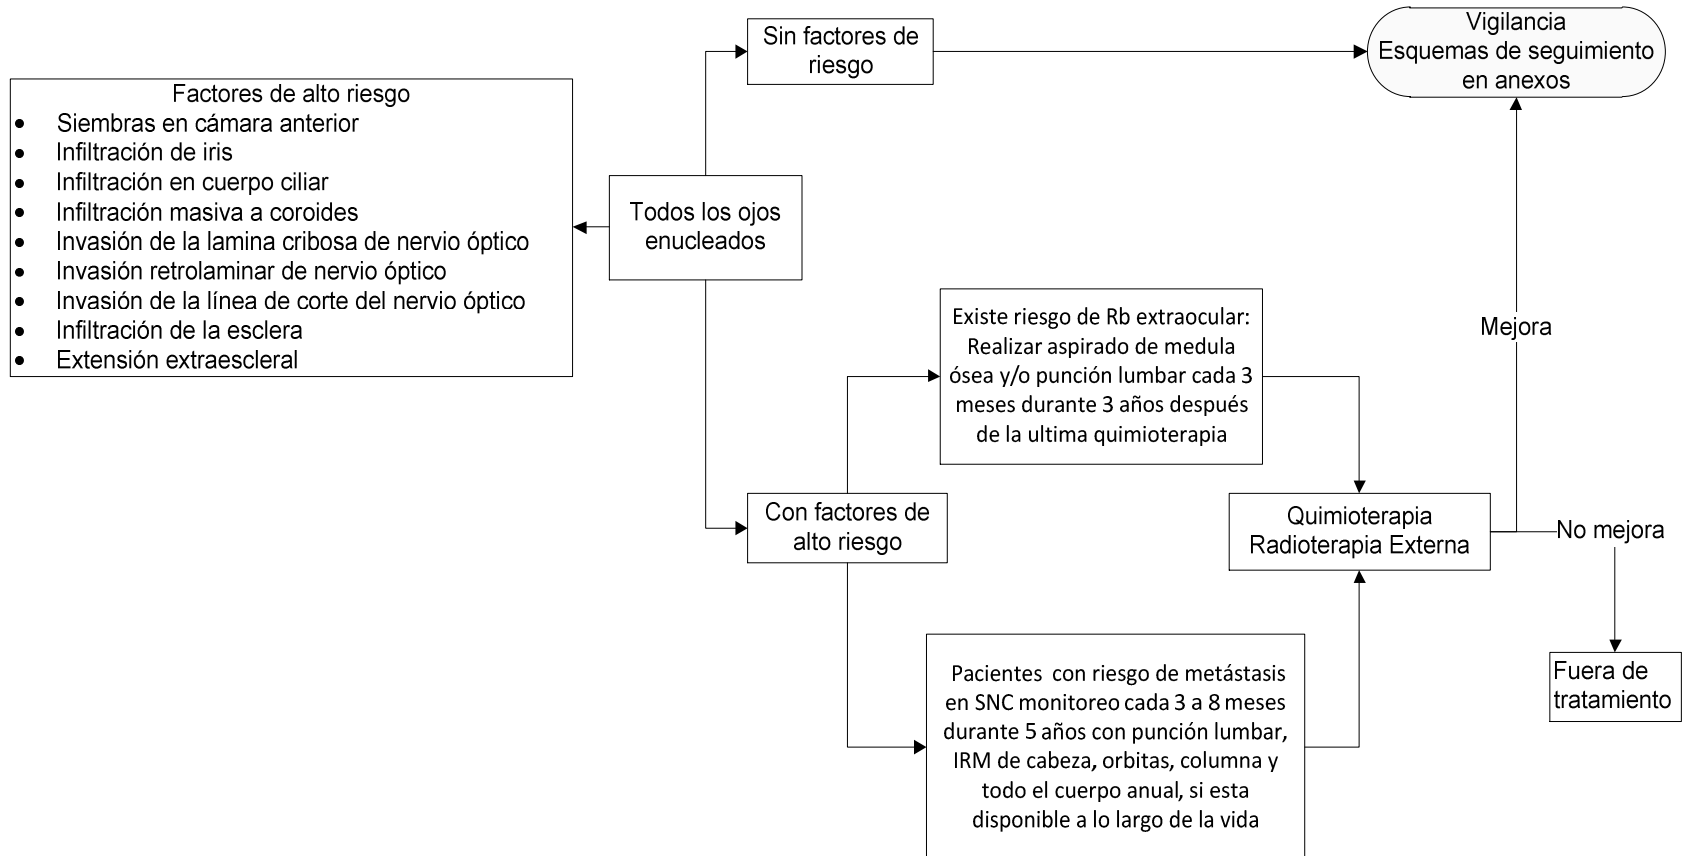 Factores de alto riesgo
• Siembras en cámara anterior
• Infiltración de iris
• Infiltración en cuerpo ciliar
• Infiltración masiva a coroides
• Invasión de la lamina cribosa de nervio óptico
• Invasión retrolaminar de nervio óptico
• Invasión de la línea de corte del nervio óptico
• Infiltración de la esclera
• Extensión extraescleral
Todos los ojos
enucleados
Sin factores de
riesgo
Vigilancia
Esquemas de seguimiento
en anexos
Con factores de
alto riesgo
Existe riesgo de Rb extraocular:
Realizar aspirado de medula
ósea y/o punción lumbar cada 3
meses durante 3 años después
de la ultima quimioterapia
Pacientes con riesgo de metástasis
en SNC monitoreo cada 3 a 8 meses
durante 5 años con punción lumbar,
IRM de cabeza, orbitas, columna y
todo el cuerpo anual, si esta
disponible a lo largo de la vida
Quimioterapia
Radioterapia Externa
Mejora
No mejora
Fuera de
tratamiento